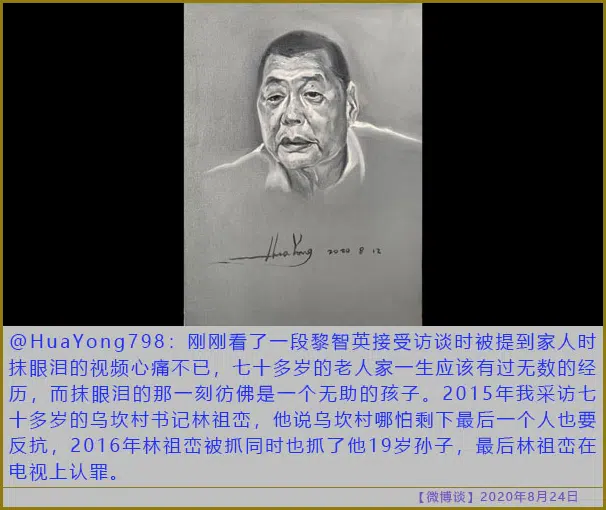 HuaYong 2020 8 12
@HuaYong798：刚刚看了一段黎智英接受访谈时被提到家人时
抹眼泪的视频心痛不已，七十多岁的老人家一生应该有过无数的经
历，而抹眼泪的那一刻彷佛是一个无助的孩子。2015年我采访七
十多岁的乌坎村书记林祖峦，他说乌坎村哪怕剩下最后一个人也要
反抗，2016年林祖峦被抓同时也抓了他19岁孙子，最后林祖峦在
电视上认罪。
【微博谈】2020年8月24日